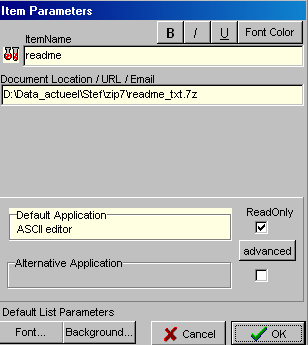 Item Parameters
B I U Font Color
ItemName
readme
Document Location / URL / Email
D:\Data_actueel\Stef\zip7\readme_txt.7z
Default Application
ReadOnly
ASCII editor
advanced
Alternative Application
Default List Parameters
Font... Background... Cancel OK